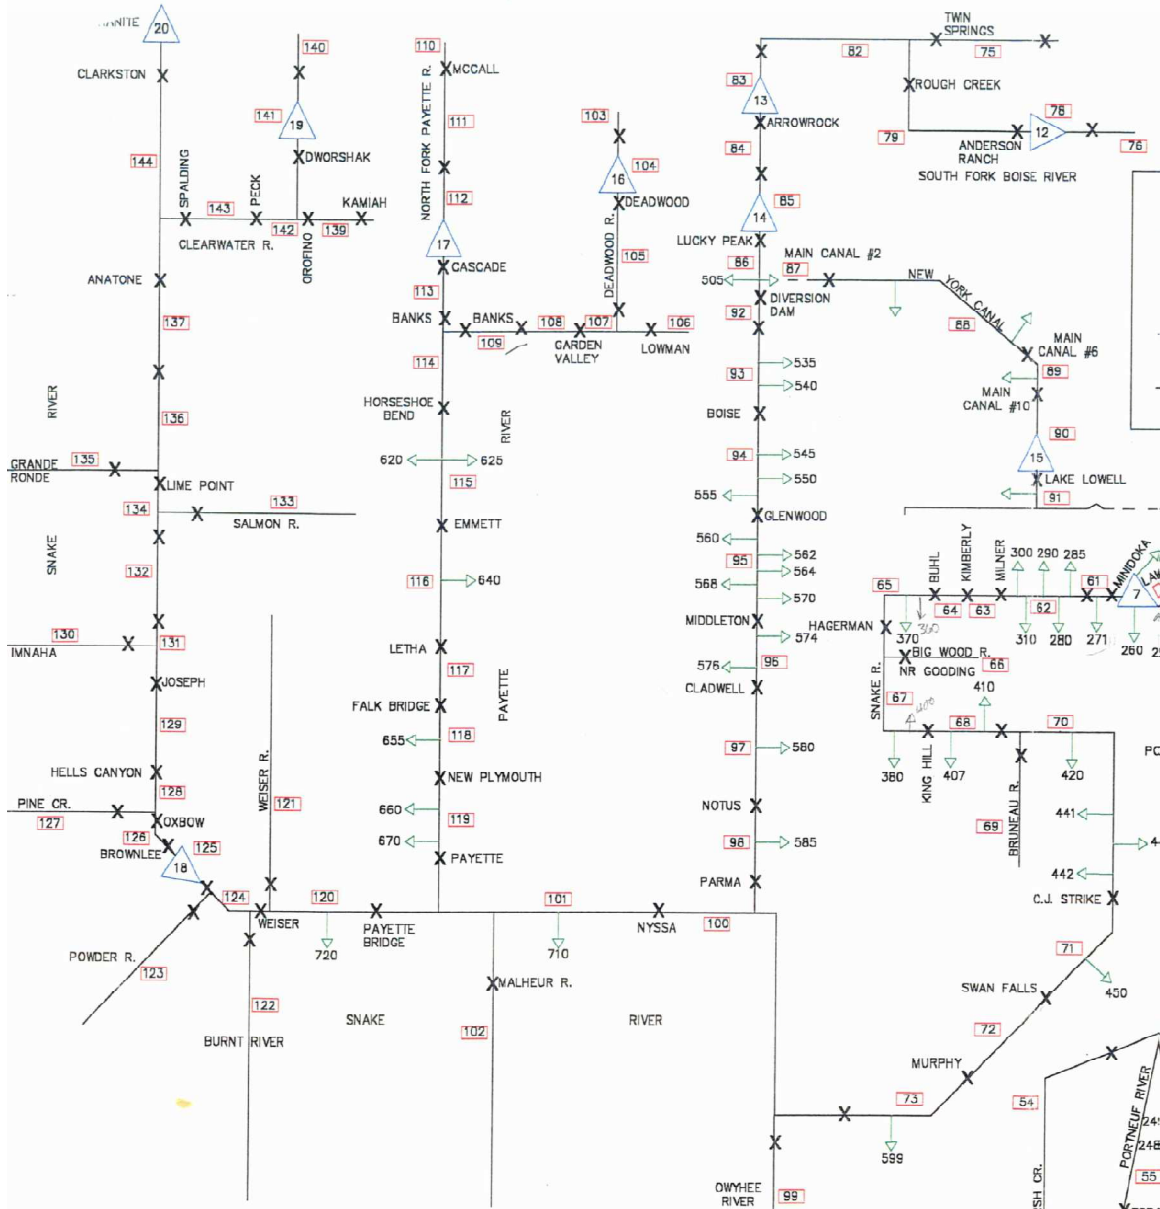 TWIN
SPRINGS
ANITE
20
140
110
82
75
CLARKSTON
MCCALL
83
ROUGH CREEK
141
19
NORTH FORK PAYETTE R.
111
103
13
ARROWROCK
78
12
79
ANDERSON
RANCH
76
144
DWORSHAK
104
16
84
SOUTH FORK BOISE RIVER
SPALDING
PECK
KAMIAH
112
DEADWOOD
85
14
143
142
OROFINO
139
17
LUCKY PEAK
CLEARWATER R.
DEADWOOD R.
105
MAIN CANAL #2
ANATONE
CASCADE
86
87
NEW
YORK CANAL
505
113
DIVERSION
DAM
137
BANKS
BANKS
108
107
106
92
88
MAIN
CANAL #6
109
GARDEN
VALLEY
LOWMAN
114
535
93
540
89
MAIN
CANAL #10
RIVER
136
HORSESHOE
BEND
BOISE
RIVER
90
GRANDE
RONDE
135
620
625
94
545
15
LIME POINT
115
550
LAKE LOWELL
134
133
555
91
SALMON R.
EMMETT
GLENWOOD
SNAKE
132
560
562
95
564
116
640
568
570
BUHL
KIMBERLY
MILNER
300
290
285
MINIDOKA
61
LAK
7
65
64
63
62
130
IMNAHA
131
LETHA
MIDDLETON
HAGERMAN
370
360
310
280
271
260
574
BIG WOOD R.
NR GOODING
66
117
576
96
JOSEPH
PAYETTE
CLADWELL
SNAKE R.
67
400
410
FALK BRIDGE
129
118
68
70
655
97
580
380
KING HILL
407
420
HELLS CANYON
NEW PLYMOUTH
WEISER R.
128
PINE CR.
127
121
660
NOTUS
69
BRUNEAU R.
441
OXBOW
119
126
BROWNLEE
125
18
670
98
585
PAYETTE
442
PARMA
C.J. STRIKE
124
120
101
WEISER
PAYETTE
BRIDGE
NYSSA
100
POWDER R.
123
720
710
71
MALHEUR R.
450
SWAN FALLS
122
SNAKE
102
RIVER
72
BURNT RIVER
MURPHY
73
54
PORTNEUF RIVER
599
248
55
OWYHEE
RIVER
99
SH CR.